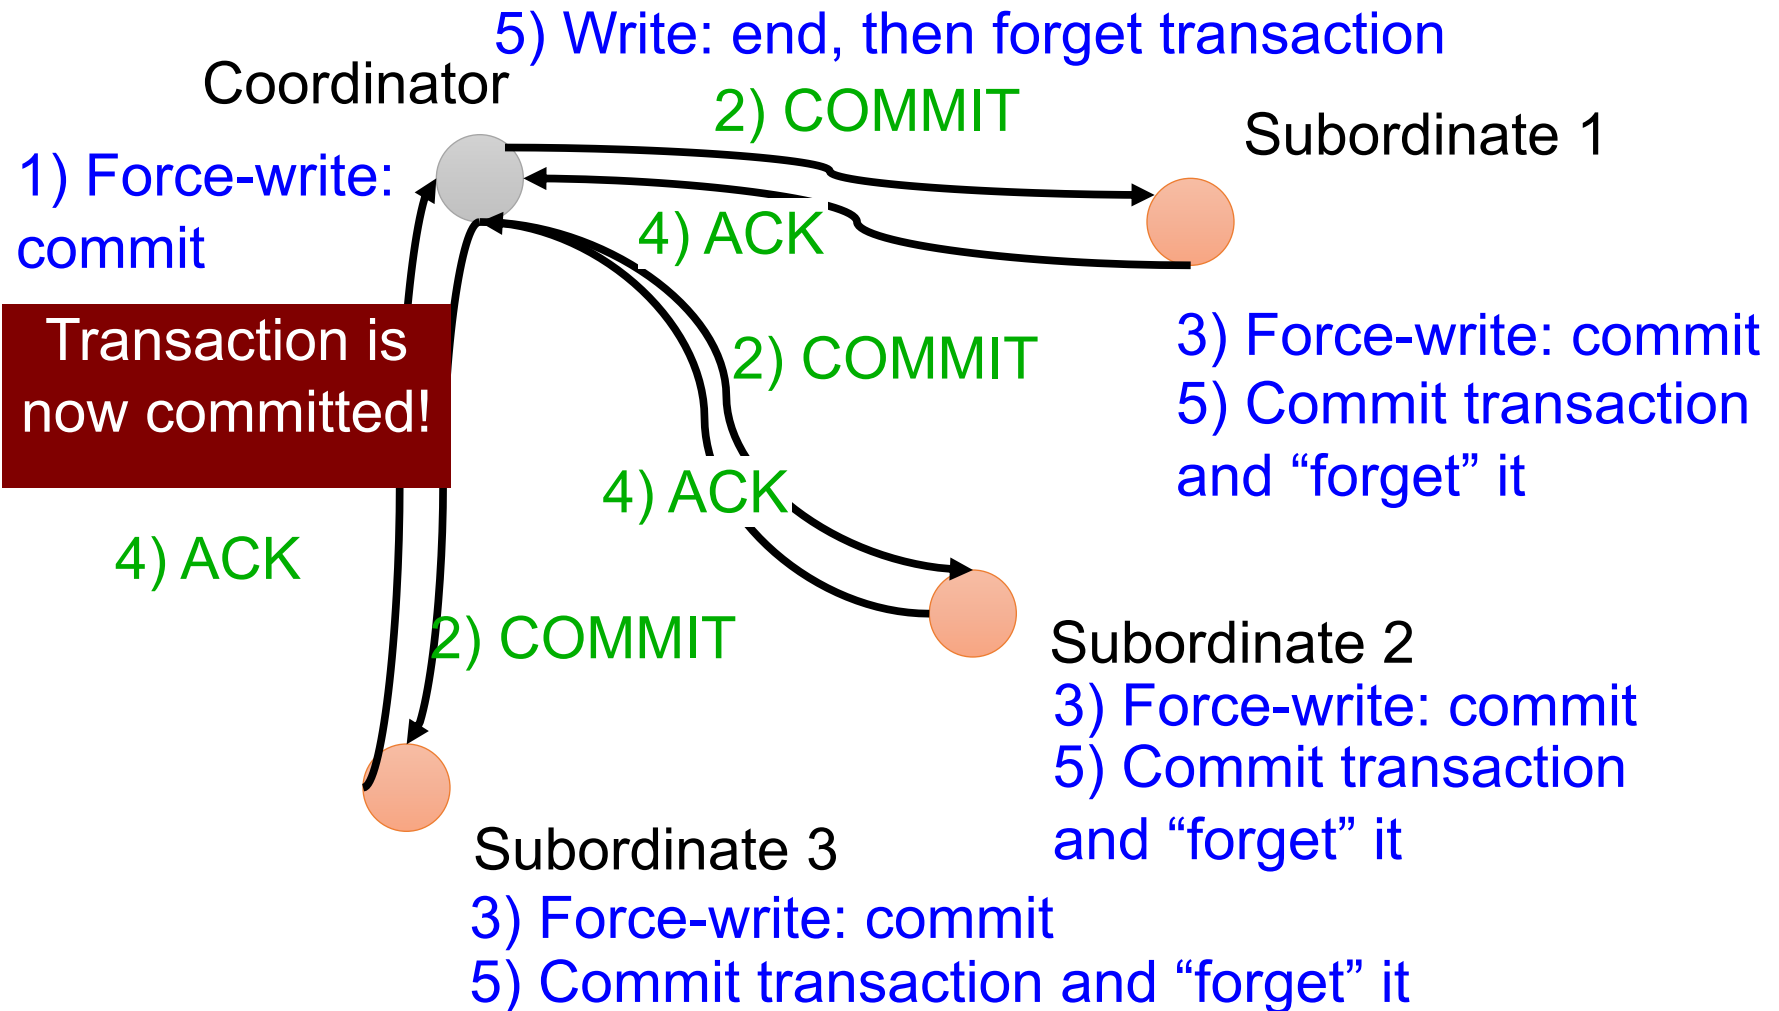 5) Write: end, then forget transaction
Coordinator
2) COMMIT
Subordinate 1
1) Force-write:
commit
4) ACK
Transaction is
now committed!
2) COMMIT
3) Force-write: commit
5) Commit transaction
and “forget” it
4) ACK
4) ACK
2) COMMIT
Subordinate 2
3) Force-write: commit
5) Commit transaction
and “forget” it
Subordinate 3
3) Force-write: commit
5) Commit transaction and “forget” it